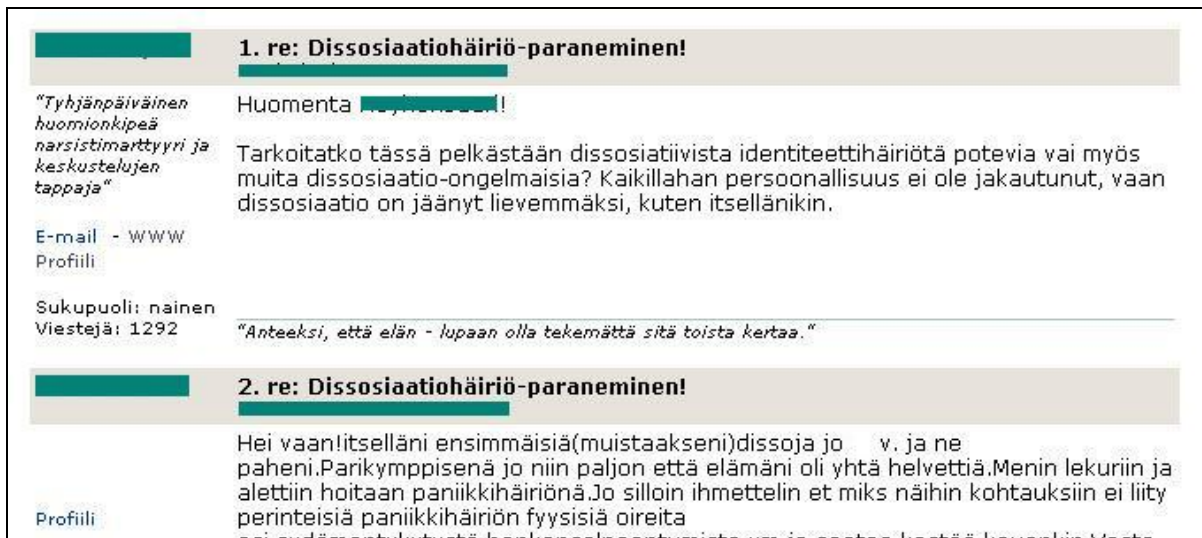 1. re: Dissosiaatiohäiriö-paraneminen!
"Tyhjänpäiväinen
huomionkipeä
narsistimarttyyri ja
keskustelujen
tappaja"
E-mail - WWW
Profiili
Sukupuoli: nainen
Viestejä: 1292
Huomenta !
Tarkoitatko tässä pelkästään dissosiatiivista identiteettihäiriötä potevia vai myös
muita dissosiaatio-ongelmaisia? Kaikillahan persoonallisuus ei ole jakautunut, vaan
dissosiaatio on jäänyt lievemmäksi, kuten itsellänikin.
"Anteeksi, että elän - lupaan olla tekemättä sitä toista kertaa."
2. re: Dissosiaatiohäiriö-paraneminen!
Profiili
Hei vaan!itselläni ensimmäisiä(muistaakseni)dissoja jo v. ja ne
paheni.Parikymppisenä jo niin paljon että elämäni oli yhtä helvettiä.Menin lekuriin ja
alettiin hoitaan paniikkihäiriönä.Jo silloin ihmettelin et miks näihin kohtauksiin ei liity
perinteisiä paniikkihäiriön fyysisiä oireita